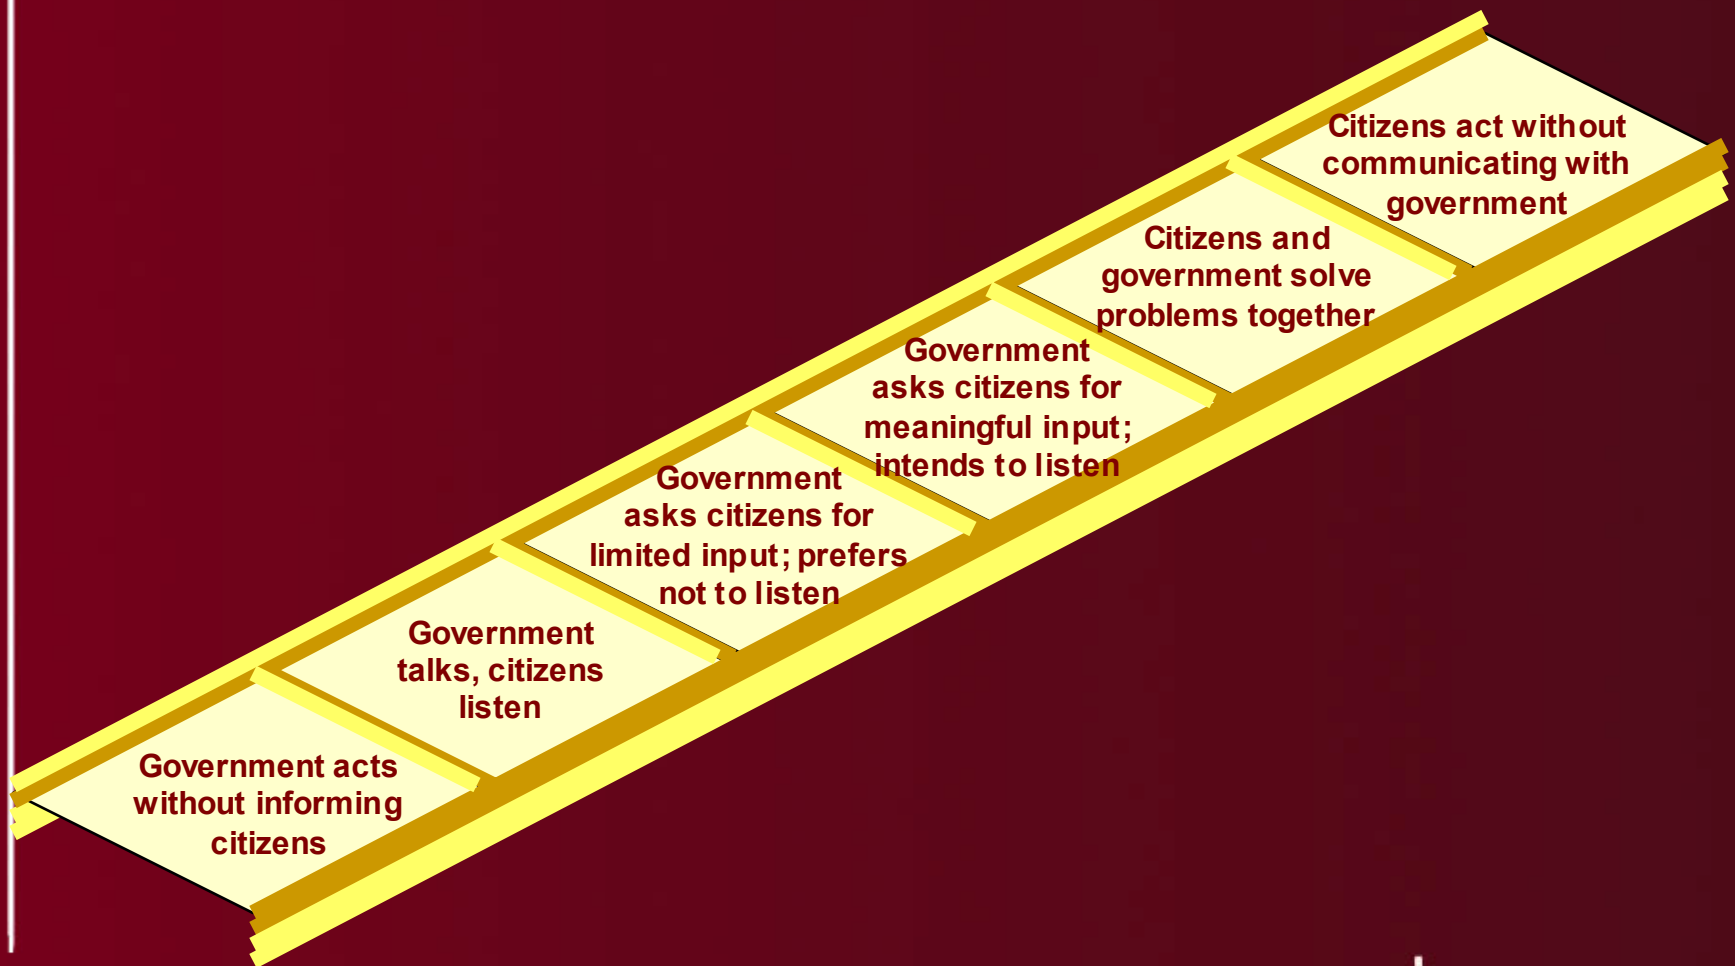 Citizens act without
communicating with
government
Citizens and
government solve
problems together
Government
asks citizens for
meaningful input;
intends to listen
Government
asks citizens for
limited input; prefers
not to listen
Government
talks, citizens
listen
Government acts
without informing
citizens